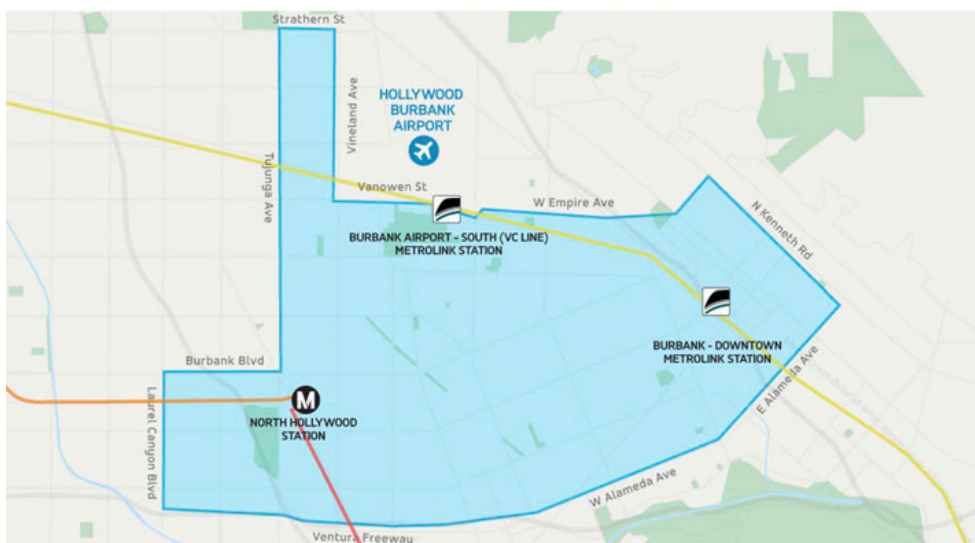 Strathern St
Vineland Ave
HOLLYWOOD
BURBANK
AIRPORT
Tujunga Ave
Vanowen St
W Empire Ave
N Kenneth Rd
BURBANK AIRPORT - SOUTH (VC LINE)
METROLINK STATION
BURBANK - DOWNTOWN
METROLINK STATION
Burbank Blvd
E Alameda Ave
Laurel Canyon Blvd
M
NORTH HOLLYWOOD
STATION
W Alameda Ave
Ventura Freeway